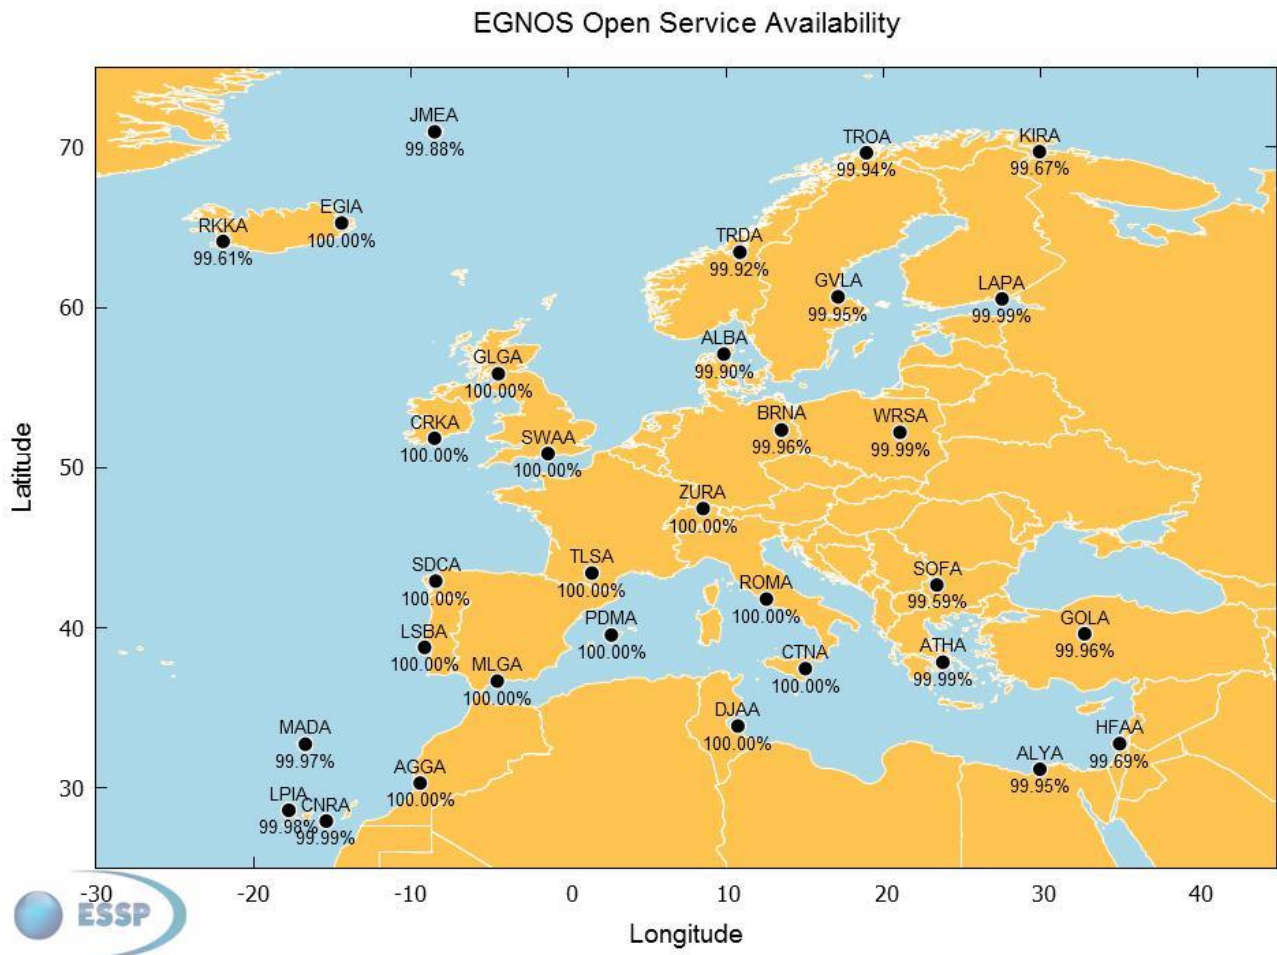 EGNOS Open Service Availability
JMEA
99.88%
TROA
99.94%
KIRA
99.67%
70
EGIA
100.00%
RKKA
99.61%
TRDA
99.92%
GVLA
99.95%
LAPA
99.99%
60
ALBA
99.90%
GLGA
100.00%
CRKA
100.00%
SWAA
100.00%
BRNA
99.96%
WRSA
99.99%
50
Latitude
ZURA
100.00%
SDCA
100.00%
TLSA
100.00%
ROMA
100.00%
SOFA
99.59%
LSBA
100.00%
PDMA
100.00%
GOLA
99.96%
40
MLGA
100.00%
CTNA
100.00%
ATHA
99.99%
MADA
99.97%
DJAA
100.00%
HFAA
99.69%
AGGA
100.00%
ALYA
99.95%
30
LPIA
99.98%
CNRA
99.99%
-30
-20
-10
0
10
20
30
40
ESSP
Longitude